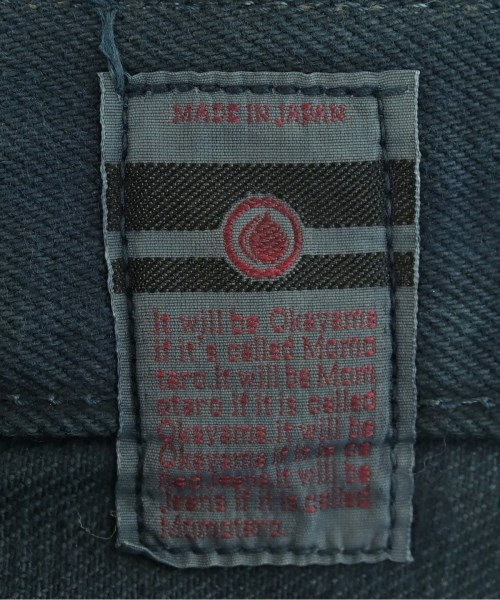 MADE IN JAPAN
It will be Okayama
if it's called Momo
taro.It will be Mom
otaro if it is called
Okayama.It will be
Okayama if it is ca
lled Jeans.It will be
Jeans if it is called
Momotaro.